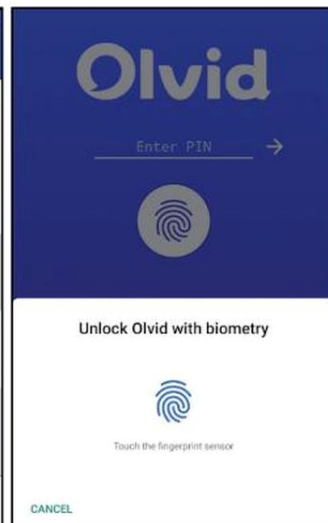 Olvid
Enter PIN
Unlock Olvid with biometry
Touch the fingerprint sensor
CANCEL